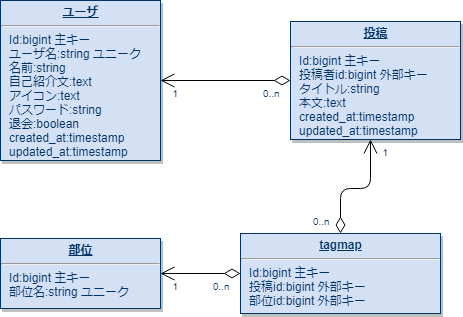 ユーザ
Id:bigint 主キー
ユーザ名:string ユニーク
名前:string
自己紹介文:text
アイコン:text
パスワード:string
退会:boolean
created_at:timestamp
updated_at:timestamp
1
0..n
投稿
Id:bigint 主キー
投稿者id:bigint 外部キー
タイトル:string
本文:text
created_at:timestamp
updated_at:timestamp
1
0..n
部位
Id:bigint 主キー
部位名:string ユニーク
1
0..n
tagmap
Id:bigint 主キー
投稿id:bigint 外部キー
部位id:bigint 外部キー